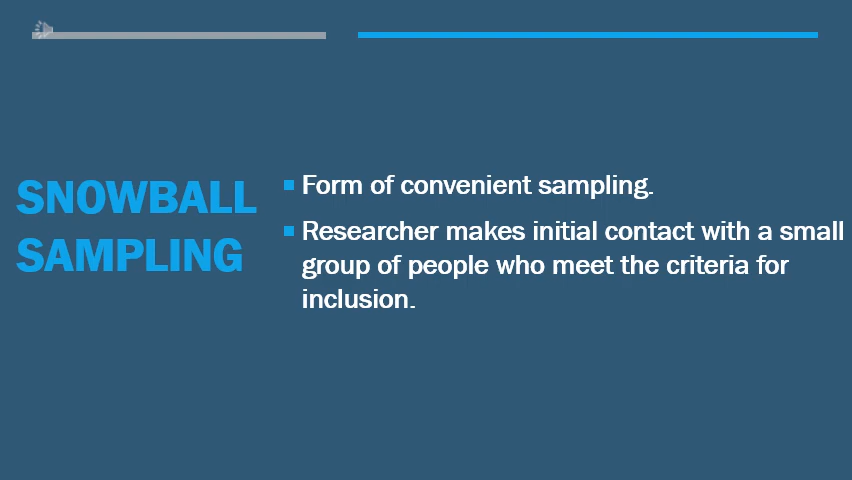 SNOWBALL
SAMPLING
Form of convenient sampling.
Researcher makes initial contact with a small
group of people who meet the criteria for
inclusion.